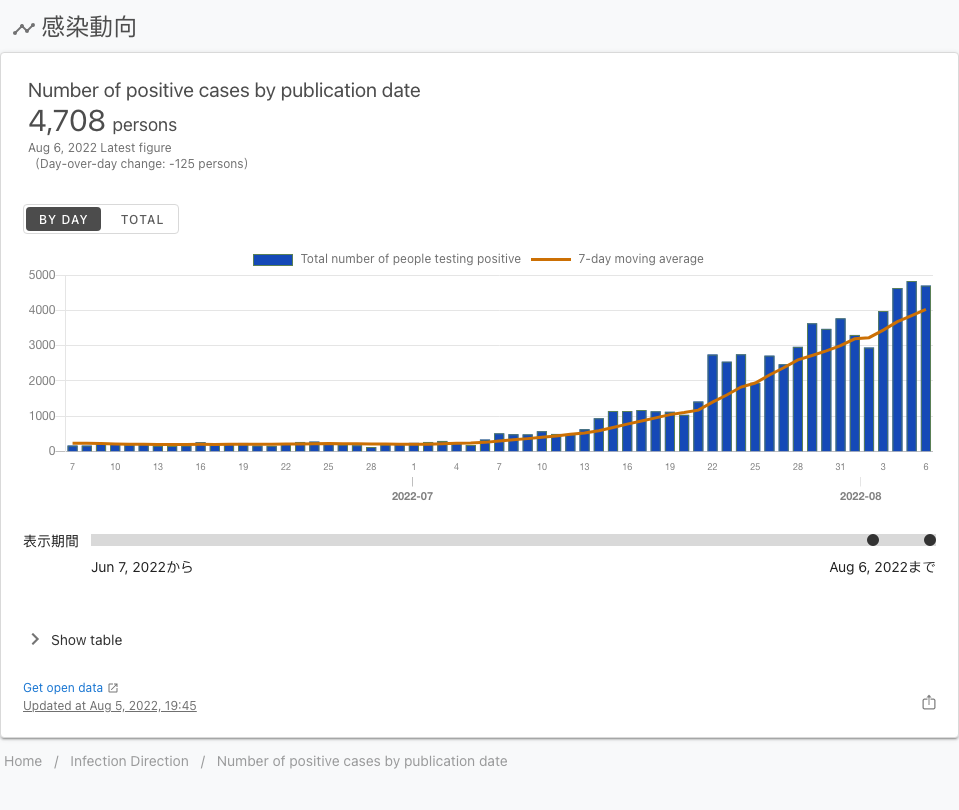 感染動向
Number of positive cases by publication date
4,708 persons
Aug 6, 2022 Latest figure
(Day-over-day change: -125 persons)
BY DAY TOTAL
Total number of people testing positive 7-day moving average
5000
4000
3000
2000
1000
0
7 10 13 16 19 22 25 28 1 4 7 10 13 16 19 22 25 28 31 3 6
2022-07 2022-08
表示期間
Jun 7, 2022から Aug 6, 2022まで
Show table
Get open data
Updated at Aug 5, 2022, 19:45
Home / Infection Direction / Number of positive cases by publication date